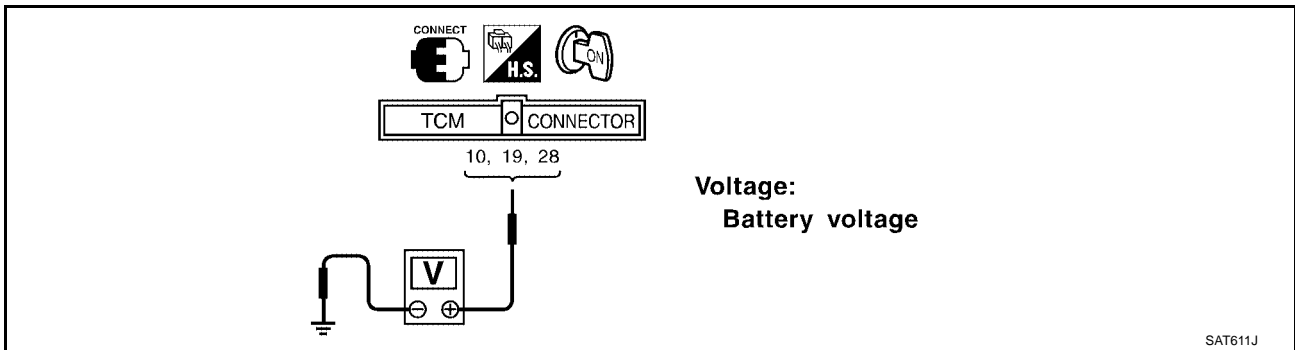 CONNECT
H.S.
ON
TCM CONNECTOR
10, 19, 28
V
Voltage:
Battery voltage
SAT611J